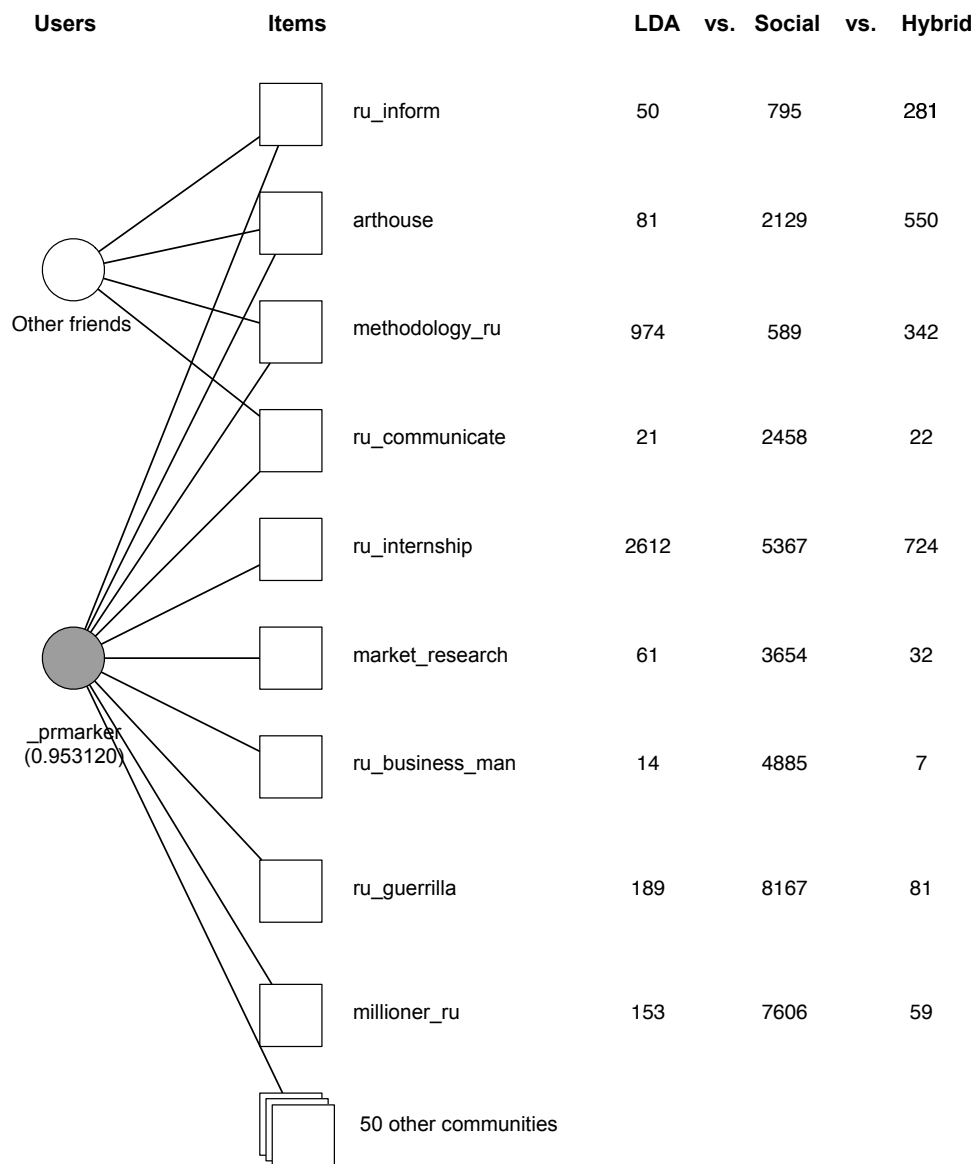 Users Items LDA vs. Social vs. Hybrid
ru_inform 50 795 281
arthouse 81 2129 550
Other friends
methodology_ru 974 589 342
ru_communicate 21 2458 22
ru_internship 2612 5367 724
market_research 61 3654 32
_prmarker
(0.953120)
ru_business_man 14 4885 7
ru_guerrilla 189 8167 81
millioner_ru 153 7606 59
50 other communities